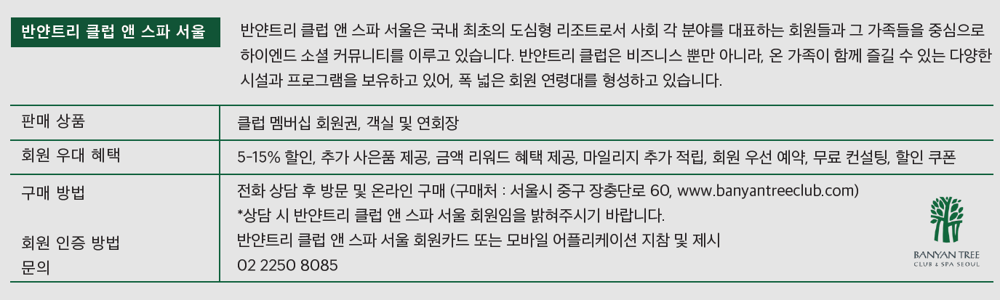 반얀트리 클럽 앤 스파 서울
반얀트리 클럽 앤 스파 서울은 국내 최초의 도심형 리조트로서 사회 각 분야를 대표하는 회원들과 그 가족들을 중심으로
하이엔드 소셜 커뮤니티를 이루고 있습니다. 반얀트리 클럽은 비즈니스 뿐만 아니라, 온 가족이 함께 즐길 수 있는 다양한
시설과 프로그램을 보유하고 있어, 폭 넓은 회원 연령대를 형성하고 있습니다.
판매 상품
클럽 멤버십 회원권, 객실 및 연회장
회원 우대 혜택
5-15% 할인, 추가 사은품 제공, 금액 리워드 혜택 제공, 마일리지 추가 적립, 회원 우선 예약, 무료 컨설팅, 할인 쿠폰
구매 방법
전화 상담 후 방문 및 온라인 구매 (구매처 : 서울시 중구 장충단로 60, www.banyantreeclub.com)
*상담 시 반얀트리 클럽 앤 스파 서울 회원임을 밝혀주시기 바랍니다.
회원 인증 방법
반얀트리 클럽 앤 스파 서울 회원카드 또는 모바일 어플리케이션 지참 및 제시
문의
02 2250 8085
BANYAN TREE
CLUB & SPA SEOUL